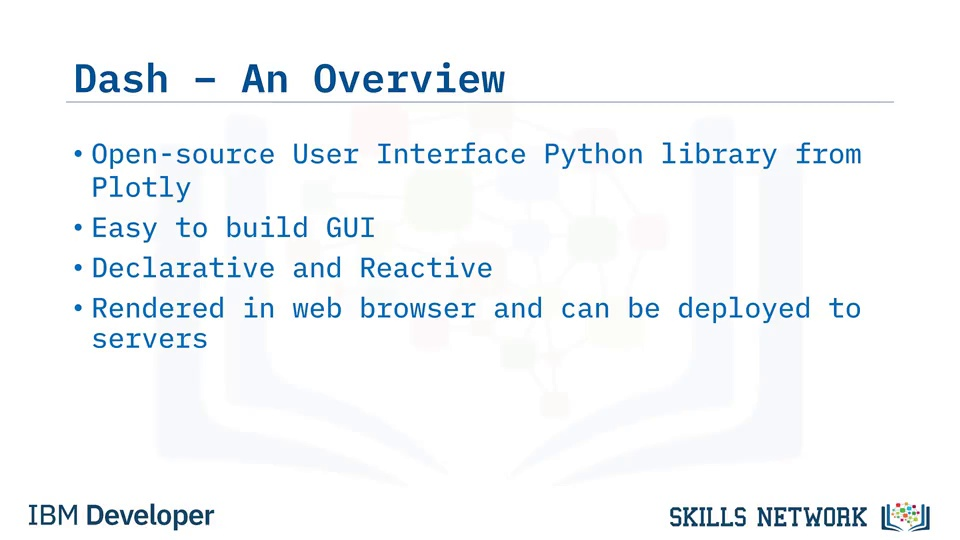 Dash – An Overview
• Open-source User Interface Python library from
Plotly
• Easy to build GUI
• Declarative and Reactive
• Rendered in web browser and can be deployed to
servers
IBM Developer
SKILLS NETWORK